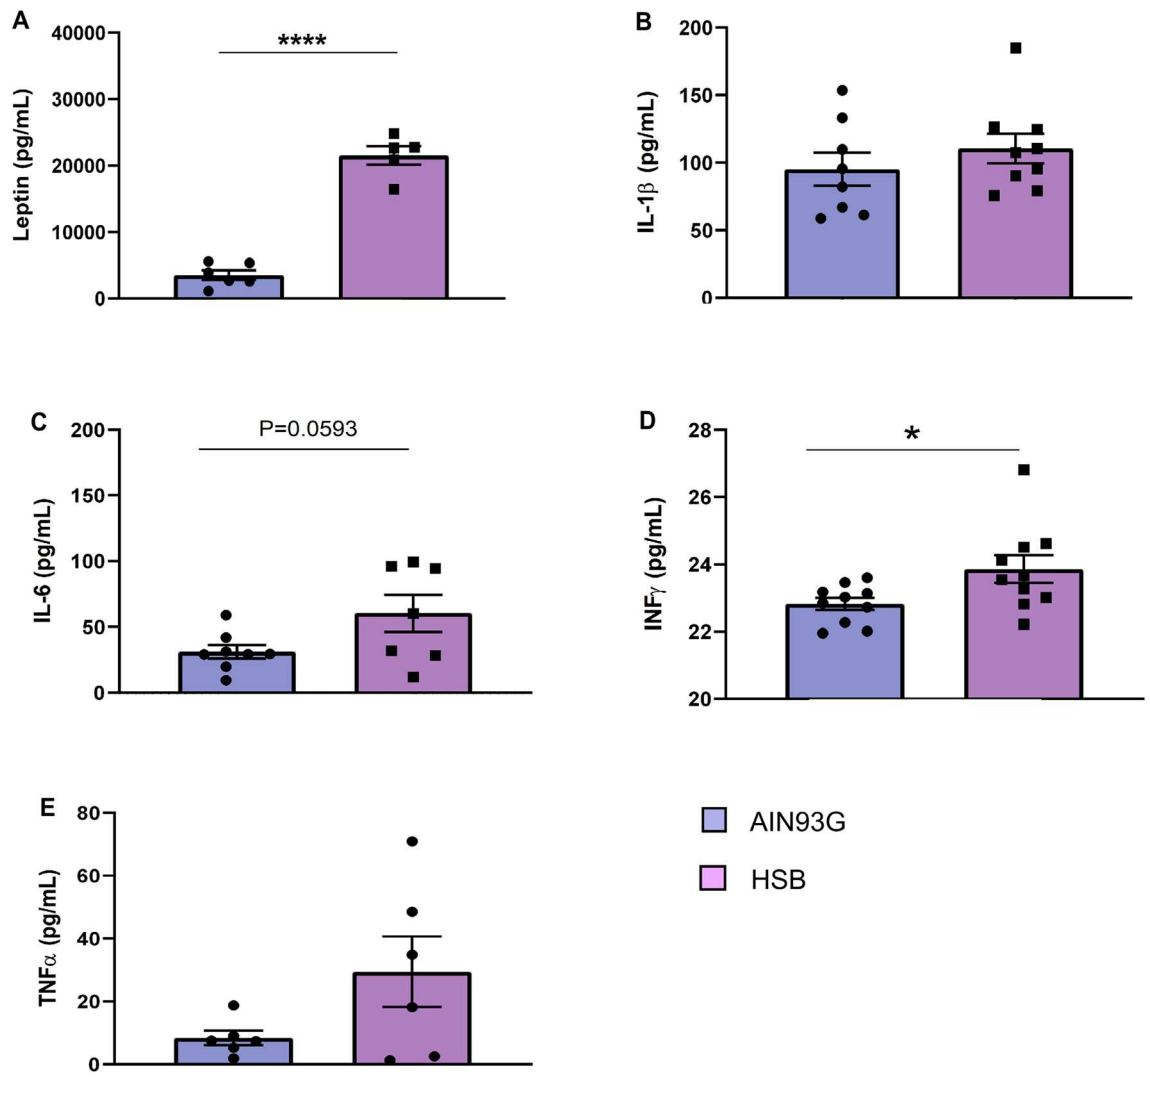 A
Leptin (pg/mL)
40000
30000
20000
10000
0
****
B
IL-1β (pg/mL)
200
150
100
50
0
C
IL-6 (pg/mL)
200
150
100
50
0
P=0.0593
D
INFγ (pg/mL)
28
26
24
22
20
*
E
TNFα (pg/mL)
80
60
40
20
0
AIN93G
HSB